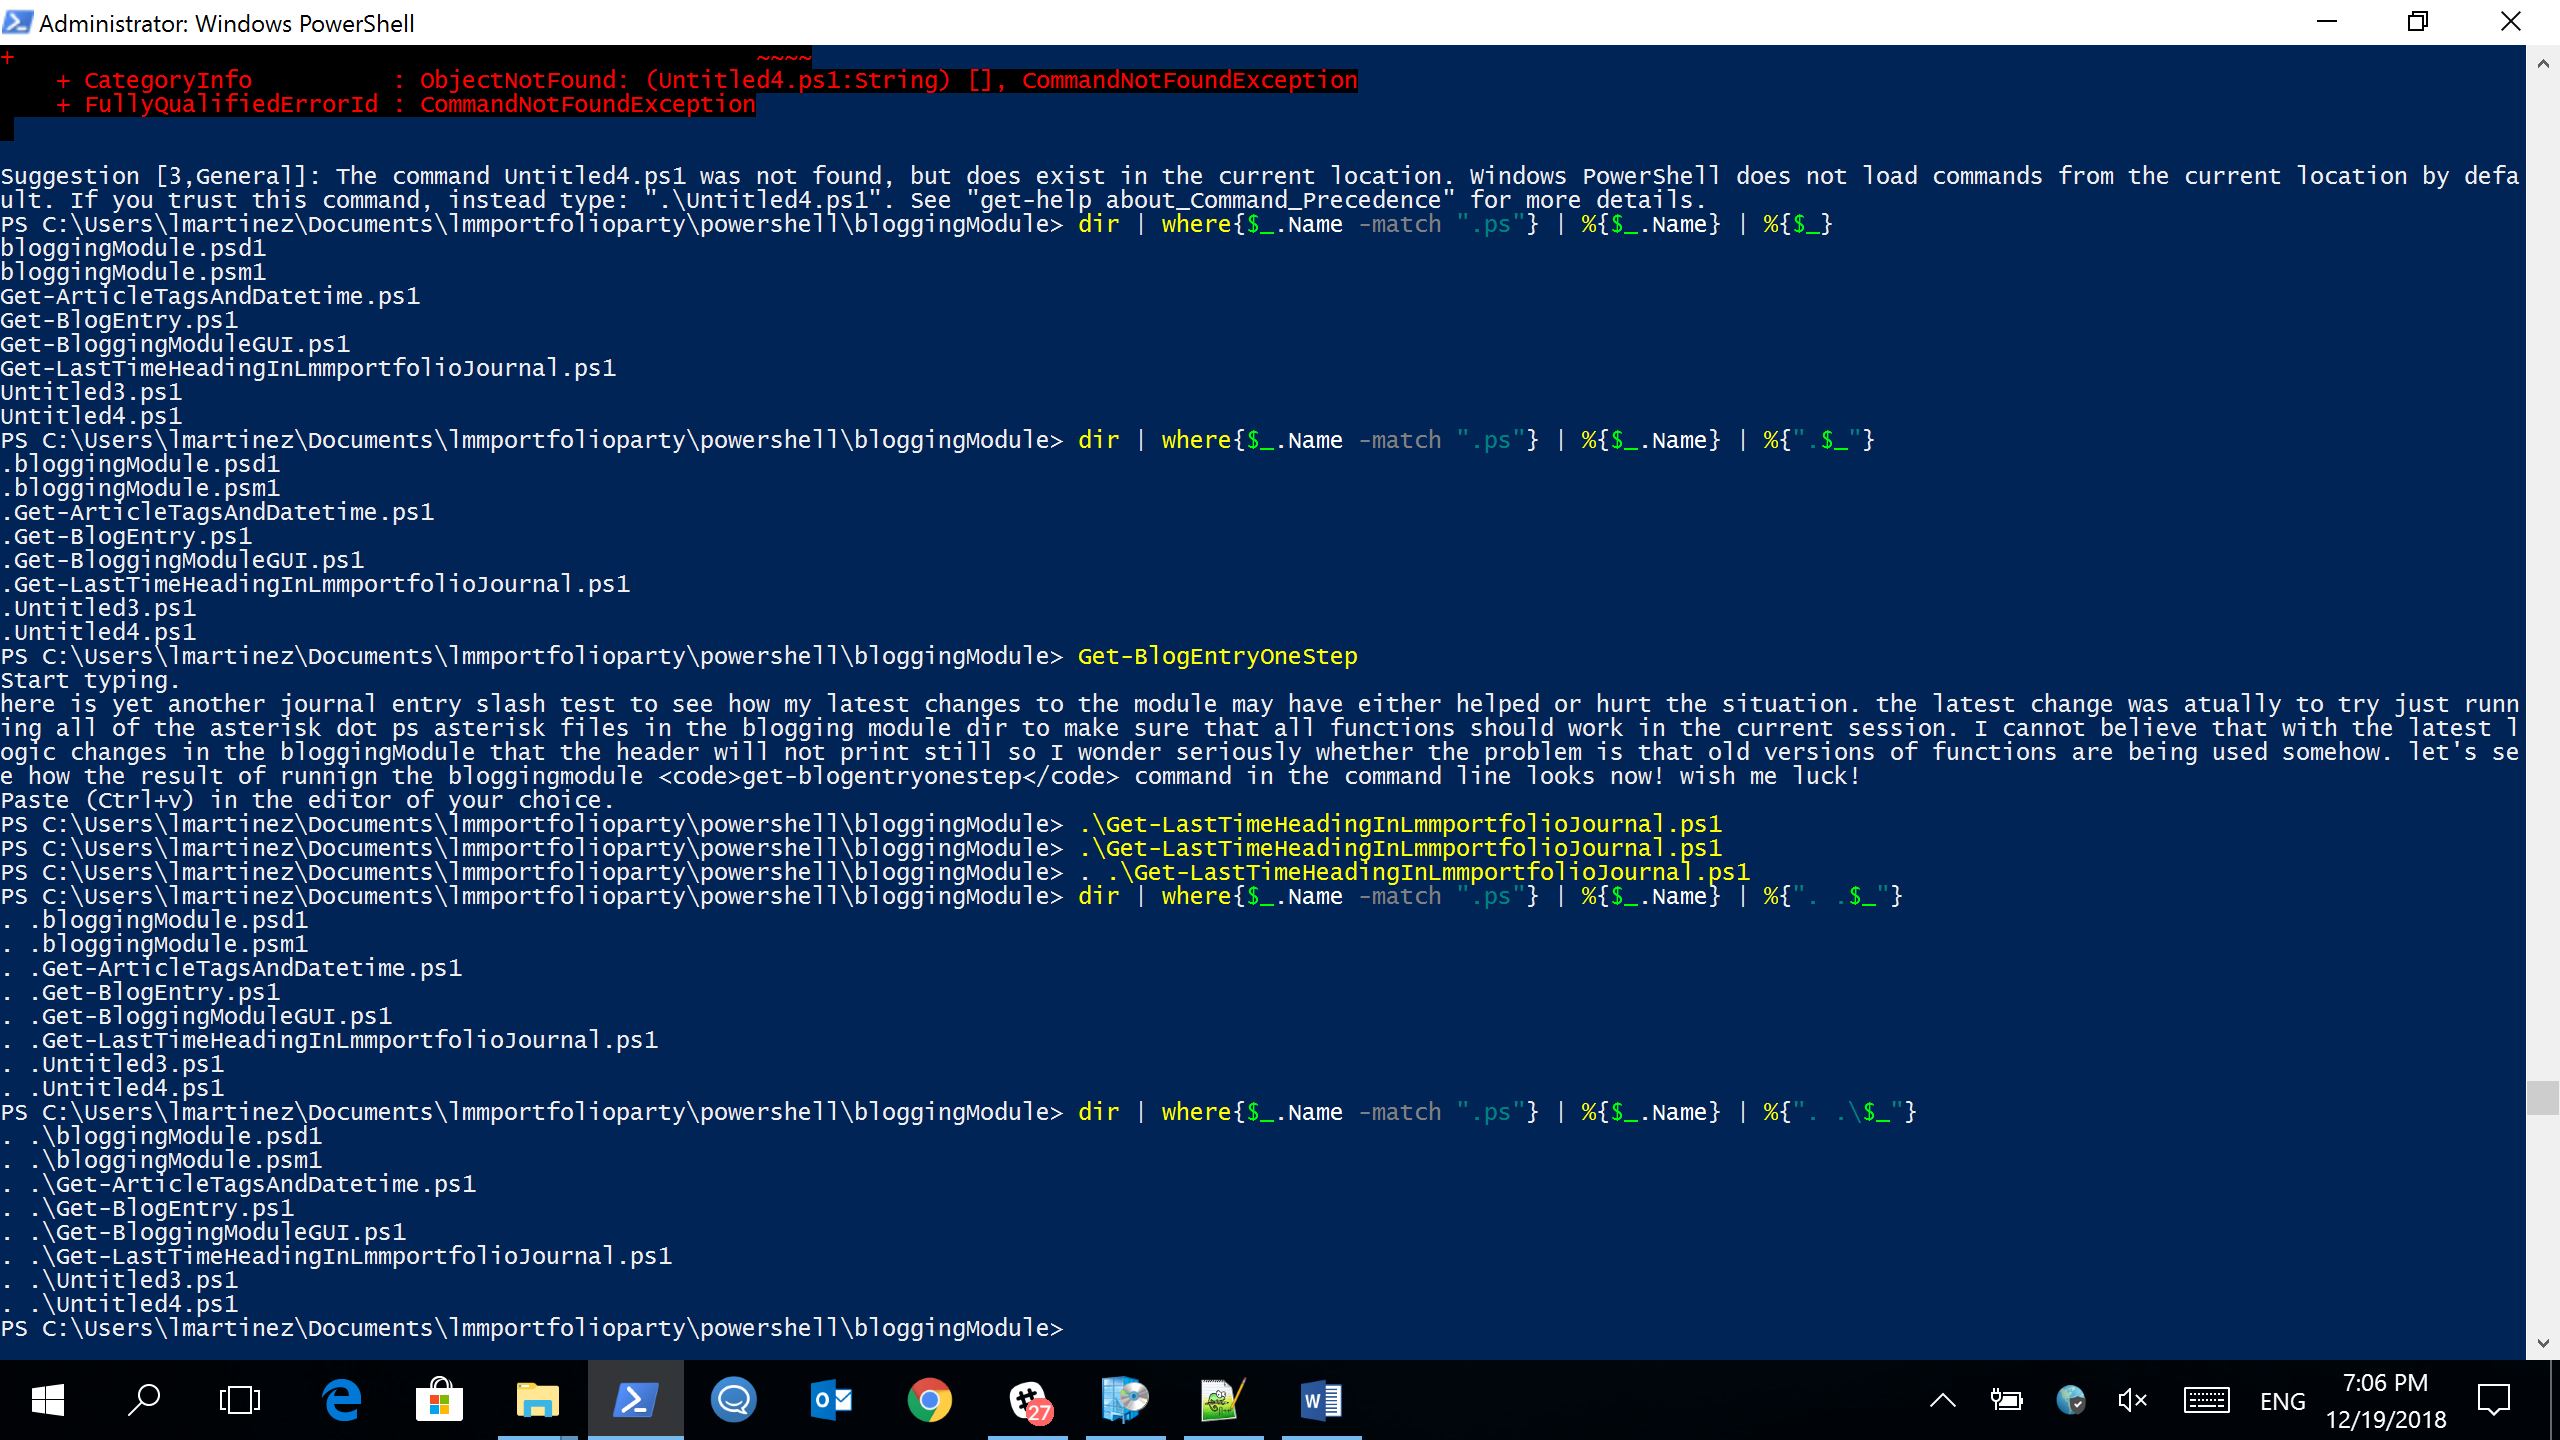 Administrator: Windows PowerShell
+ ~~~~
+ CategoryInfo : ObjectNotFound: (Untitled4.ps1:String) [], CommandNotFoundException
+ FullyQualifiedErrorId : CommandNotFoundException
Suggestion [3,General]: The command Untitled4.ps1 was not found, but does exist in the current location. Windows PowerShell does not load commands from the current location by defa
ult. If you trust this command, instead type: ".\Untitled4.ps1". See "get-help about_Command_Precedence" for more details.
PS C:\Users\lmartinez\Documents\lmmportfolioparty\powershell\bloggingModule> dir | where{$_.Name -match ".ps"} | %{$_.Name} | %{$_}
bloggingModule.psd1
bloggingModule.psm1
Get-ArticleTagsAndDatetime.ps1
Get-BlogEntry.ps1
Get-BloggingModuleGUI.ps1
Get-LastTimeHeadingInLmmportfolioJournal.ps1
Untitled3.ps1
Untitled4.ps1
PS C:\Users\lmartinez\Documents\lmmportfolioparty\powershell\bloggingModule> dir | where{$_.Name -match ".ps"} | %{$_.Name} | %{".$_"}
.bloggingModule.psd1
.bloggingModule.psm1
.Get-ArticleTagsAndDatetime.ps1
.Get-BlogEntry.ps1
.Get-BloggingModuleGUI.ps1
.Get-LastTimeHeadingInLmmportfolioJournal.ps1
.Untitled3.ps1
.Untitled4.ps1
PS C:\Users\lmartinez\Documents\lmmportfolioparty\powershell\bloggingModule> Get-BlogEntryOneStep
Start typing.
here is yet another journal entry slash test to see how my latest changes to the module may have either helped or hurt the situation. the latest change was atually to try just runn
ing all of the asterisk dot ps asterisk files in the blogging module dir to make sure that all functions should work in the current session. I cannot believe that with the latest l
ogic changes in the bloggingModule that the header will not print still so I wonder seriously whether the problem is that old versions of functions are being used somehow. let's se
e how the result of runnign the bloggingmodule <code>get-blogentryonestep</code> command in the command line looks now! wish me luck!
Paste (Ctrl+v) in the editor of your choice.
PS C:\Users\lmartinez\Documents\lmmportfolioparty\powershell\bloggingModule> .\Get-LastTimeHeadingInLmmportfolioJournal.ps1
PS C:\Users\lmartinez\Documents\lmmportfolioparty\powershell\bloggingModule> .\Get-LastTimeHeadingInLmmportfolioJournal.ps1
PS C:\Users\lmartinez\Documents\lmmportfolioparty\powershell\bloggingModule> . .\Get-LastTimeHeadingInLmmportfolioJournal.ps1
PS C:\Users\lmartinez\Documents\lmmportfolioparty\powershell\bloggingModule> dir | where{$_.Name -match ".ps"} | %{$_.Name} | %{". .$_"}
. .bloggingModule.psd1
. .bloggingModule.psm1
. .Get-ArticleTagsAndDatetime.ps1
. .Get-BlogEntry.ps1
. .Get-BloggingModuleGUI.ps1
. .Get-LastTimeHeadingInLmmportfolioJournal.ps1
. .Untitled3.ps1
. .Untitled4.ps1
PS C:\Users\lmartinez\Documents\lmmportfolioparty\powershell\bloggingModule> dir | where{$_.Name -match ".ps"} | %{$_.Name} | %{". .\$_"}
. .\bloggingModule.psd1
. .\bloggingModule.psm1
. .\Get-ArticleTagsAndDatetime.ps1
. .\Get-BlogEntry.ps1
. .\Get-BloggingModuleGUI.ps1
. .\Get-LastTimeHeadingInLmmportfolioJournal.ps1
. .\Untitled3.ps1
. .\Untitled4.ps1
PS C:\Users\lmartinez\Documents\lmmportfolioparty\powershell\bloggingModule>
27
ENG
7:06 PM
12/19/2018